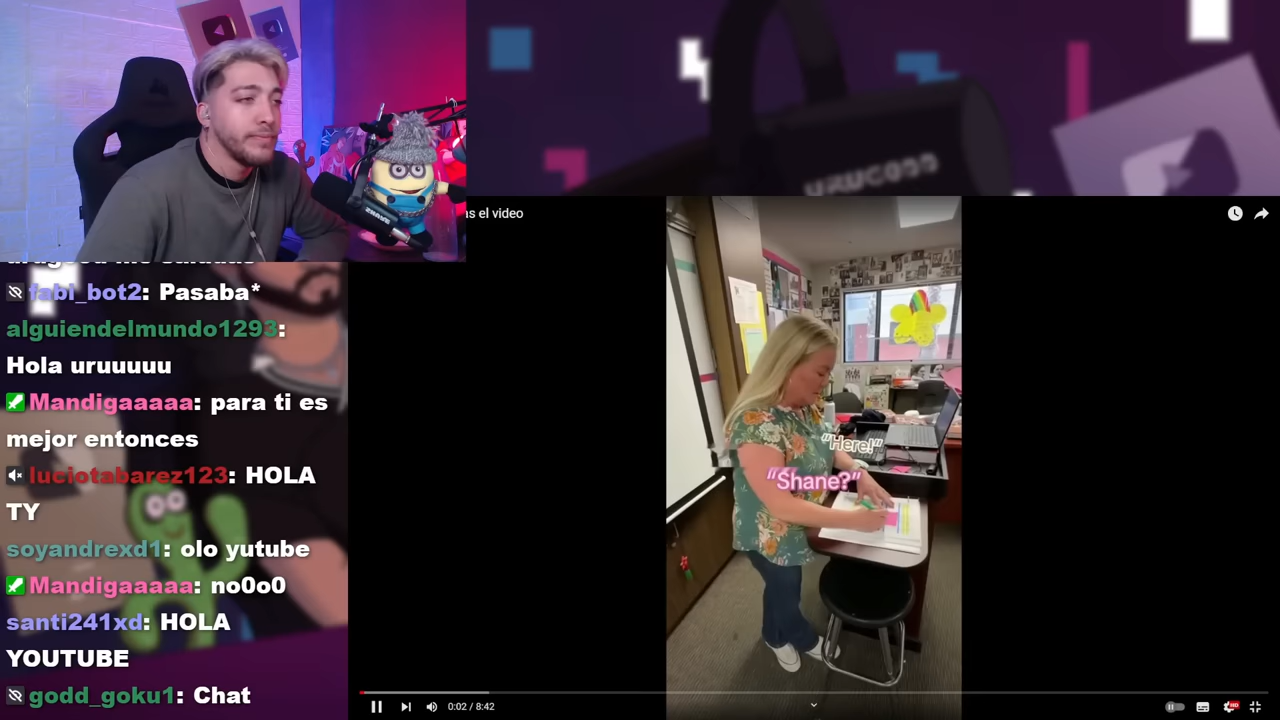 s el video
fabi_bot2: Pasaba*
alguiendelmundo1293:
Hola uruuuuu
Mandigaaaaa: para ti es
mejor entonces
luciotabarez123: HOLA
TY
soyandrexd1: olo yutube
Mandigaaaaa: no0o0
santi241xd: HOLA
YOUTUBE
godd_goku1: Chat
"Here!"
"Shane?"
0:02 / 8:42
HD